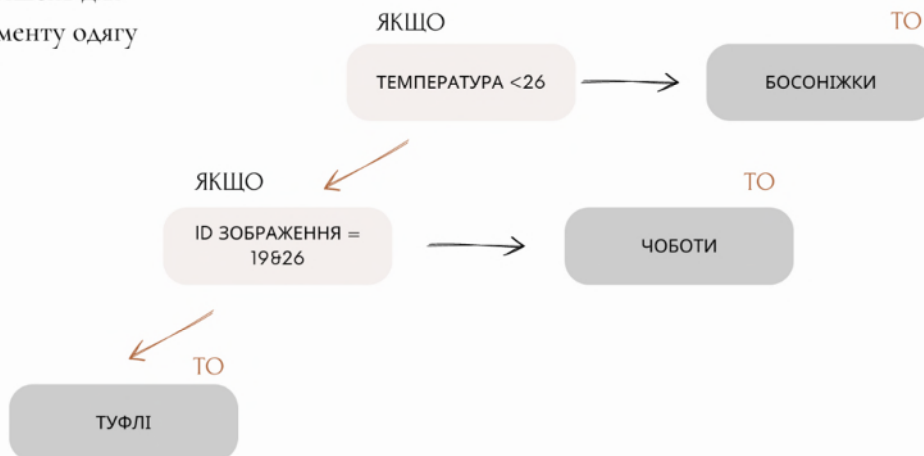 менту одягу
ЯКЩО
ТО
ТЕМПЕРАТУРА <26
БОСОНІЖКИ
ЯКЩО
ТО
ID ЗОБРАЖЕННЯ =
19&26
ЧОБОТИ
ТО
ТУФЛІ